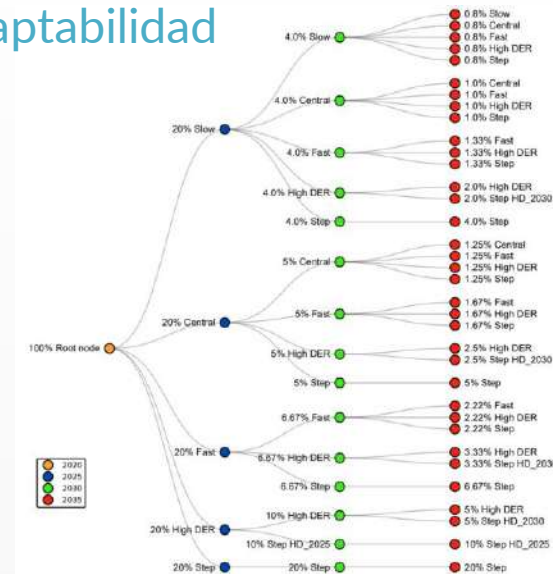 aptabilidad
100% Root node
20% Slow
4.0% Slow
0.8% Slow
0.8% Central
0.8% Fast
0.8% High DER
0.8% Step
4.0% Central
1.0% Central
1.0% Fast
1.0% High DER
1.0% Step
4.0% Fast
1.33% Fast
1.33% High DER
1.33% Step
4.0% High DER
2.0% High DER
2.0% Step HD_2030
4.0% Step
4.0% Step
20% Central
5% Central
1.25% Central
1.25% Fast
1.25% High DER
1.25% Step
5% Fast
1.67% Fast
1.67% High DER
1.67% Step
5% High DER
2.5% High DER
2.5% Step HD_2030
5% Step
5% Step
20% Fast
6.67% Fast
2.22% Fast
2.22% High DER
2.22% Step
6.67% High DER
3.33% High DER
3.33% Step HD_203
6.67% Step
6.67% Step
20% High DER
10% High DER
5% High DER
5% Step HD_2030
10% Step HD_2025
10% Step HD_2025
20% Step
20% Step
20% Step
2020
2025
2030
2035